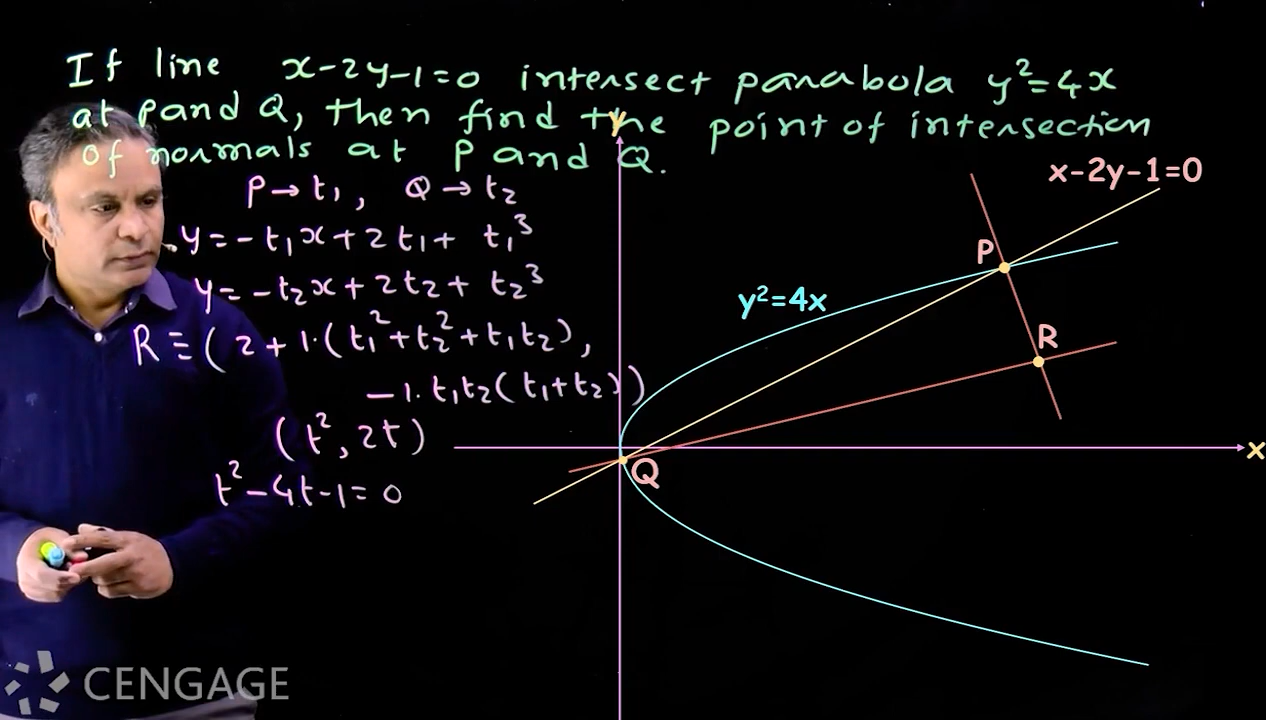 If line x-2y-1=0 intersect parabola y²=4x
at P and Q, then find the point of intersection
of normals at P and Q.
P→t₁, Q→t₂
y=-t₁x+2t₁+t₁³
y=-t₂x+2t₂+t₂³
R≡(2+1·(t₁²+t₂²+t₁t₂),
-1·t₁t₂(t₁+t₂))
(t², 2t)
t²-4t-1=0
Y
x-2y-1=0
P
y²=4x
R
X
Q
CENGAGE